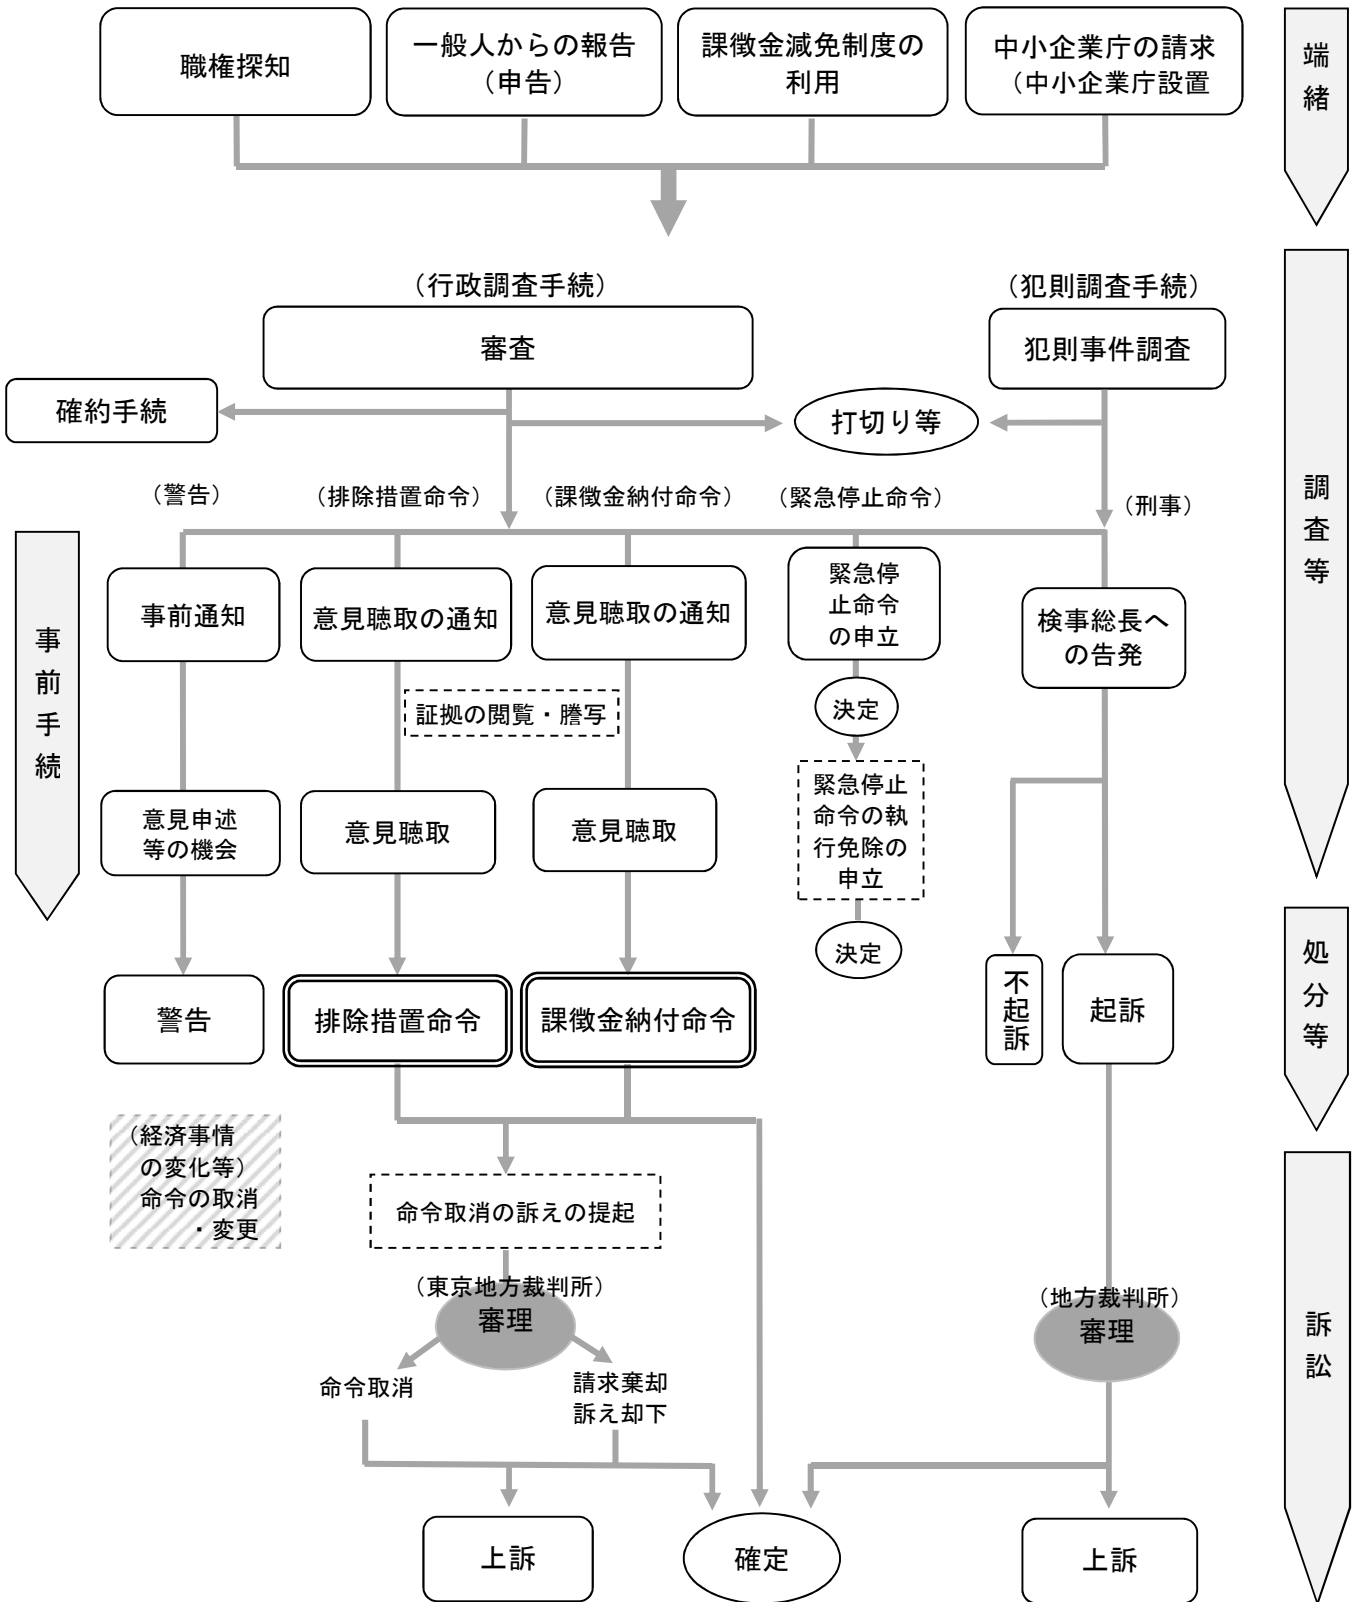 職権探知
一般人からの報告
（申告）
課徴金減免制度の
利用
中小企業庁の請求
（中小企業庁設置
端緒
（行政調査手続）
審査
（犯則調査手続）
犯則事件調査
確約手続
打切り等
調査等
（警告）
（排除措置命令）
（課徴金納付命令）
（緊急停止命令）
（刑事）
事前手続
事前通知
意見聴取の通知
意見聴取の通知
緊急停
止命令
の申立
検事総長へ
の告発
証拠の閲覧・謄写
決定
意見申述
等の機会
意見聴取
意見聴取
緊急停止
命令の執
行免除の
申立
決定
処分等
警告
排除措置命令
課徴金納付命令
不起訴
起訴
（経済事情
の変化等）
命令の取消
・変更
命令取消の訴えの提起
訴訟
（東京地方裁判所）
審理
（地方裁判所）
審理
命令取消
請求棄却
訴え却下
上訴
確定
上訴